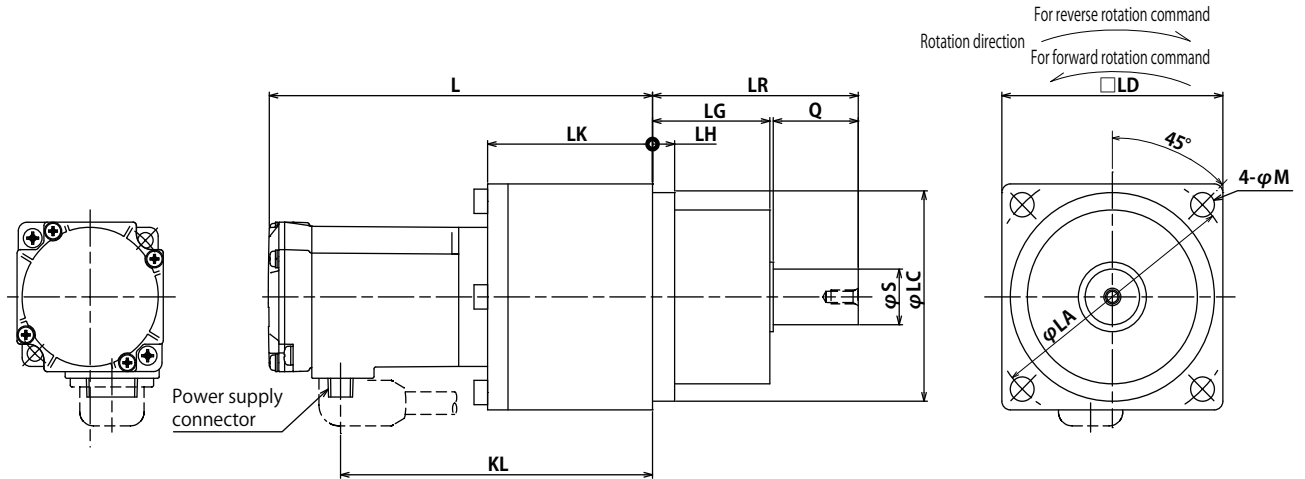 For reverse rotation command
Rotation direction
For forward rotation command
L
LR
□LD
LG
Q
LK
LH
45°
4-φM
φS
φLC
φLA
Power supply
connector
KL